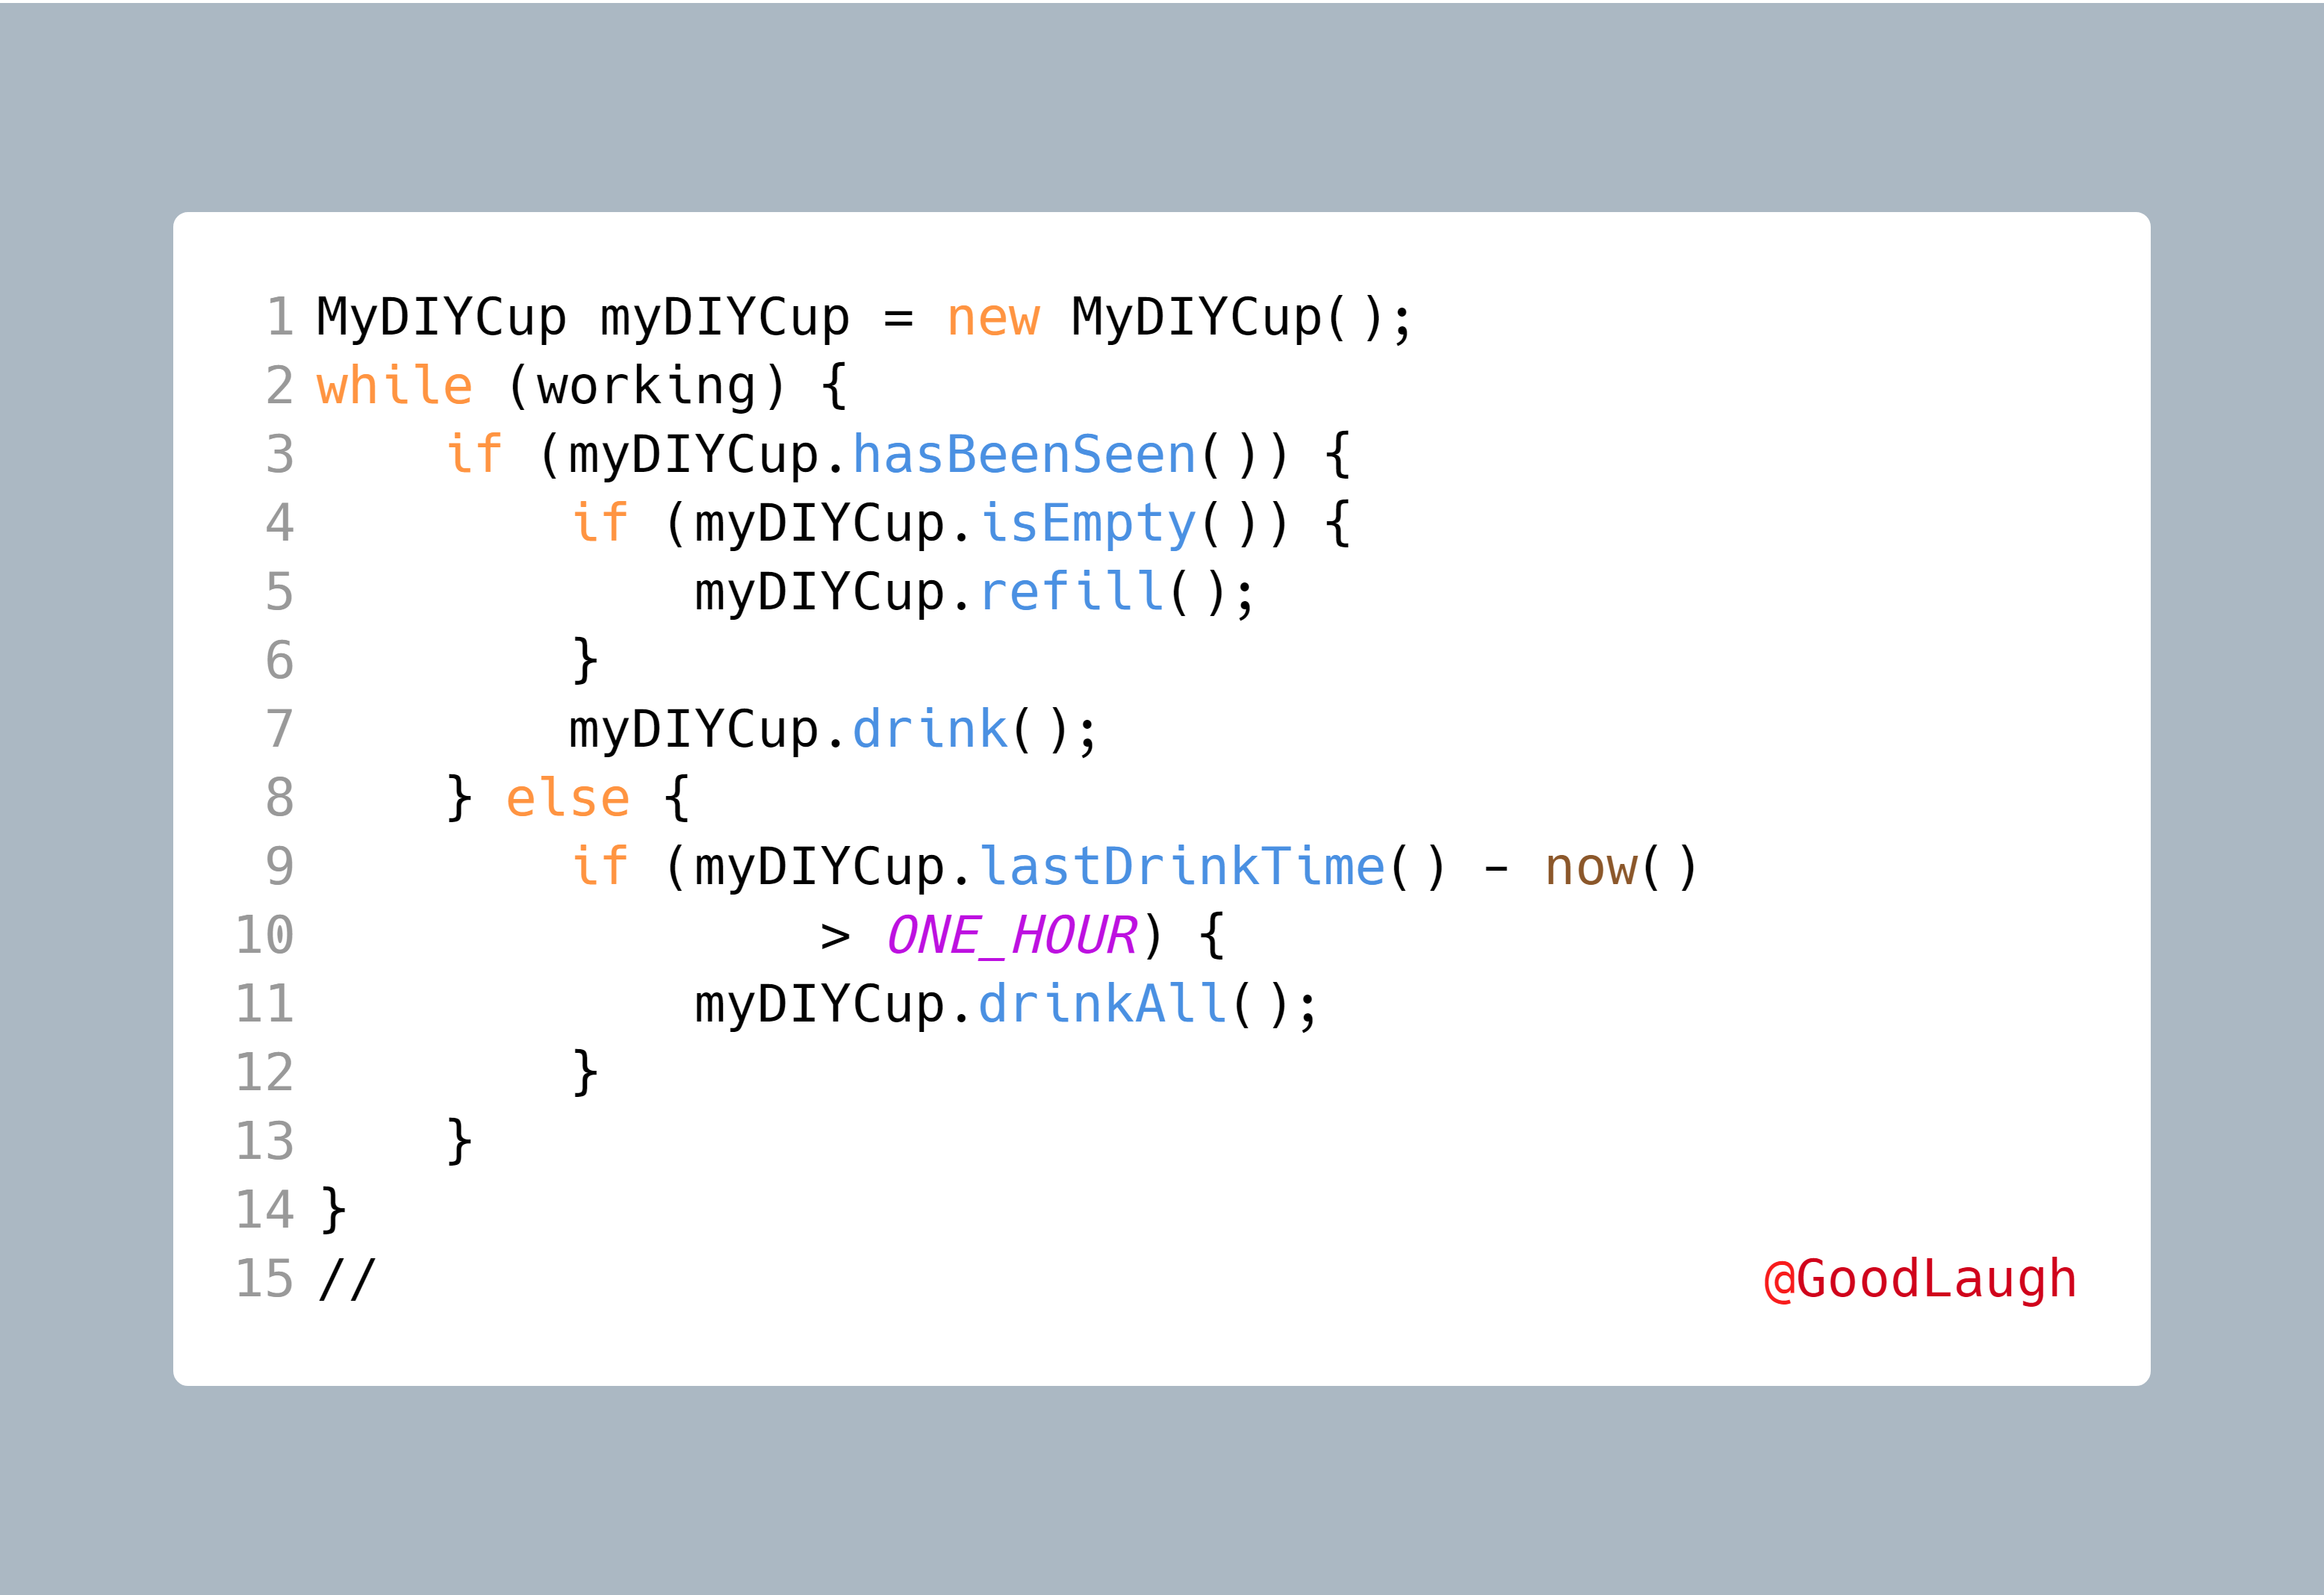 1 MyDIYCup myDIYCup = new MyDIYCup();
2 while (working) {
3     if (myDIYCup.hasBeenSeen()) {
4         if (myDIYCup.isEmpty()) {
5             myDIYCup.refill();
6         }
7         myDIYCup.drink();
8     } else {
9         if (myDIYCup.lastDrinkTime() - now()
10                 > ONE_HOUR) {
11             myDIYCup.drinkAll();
12         }
13     }
14 }
15 // @GoodLaugh